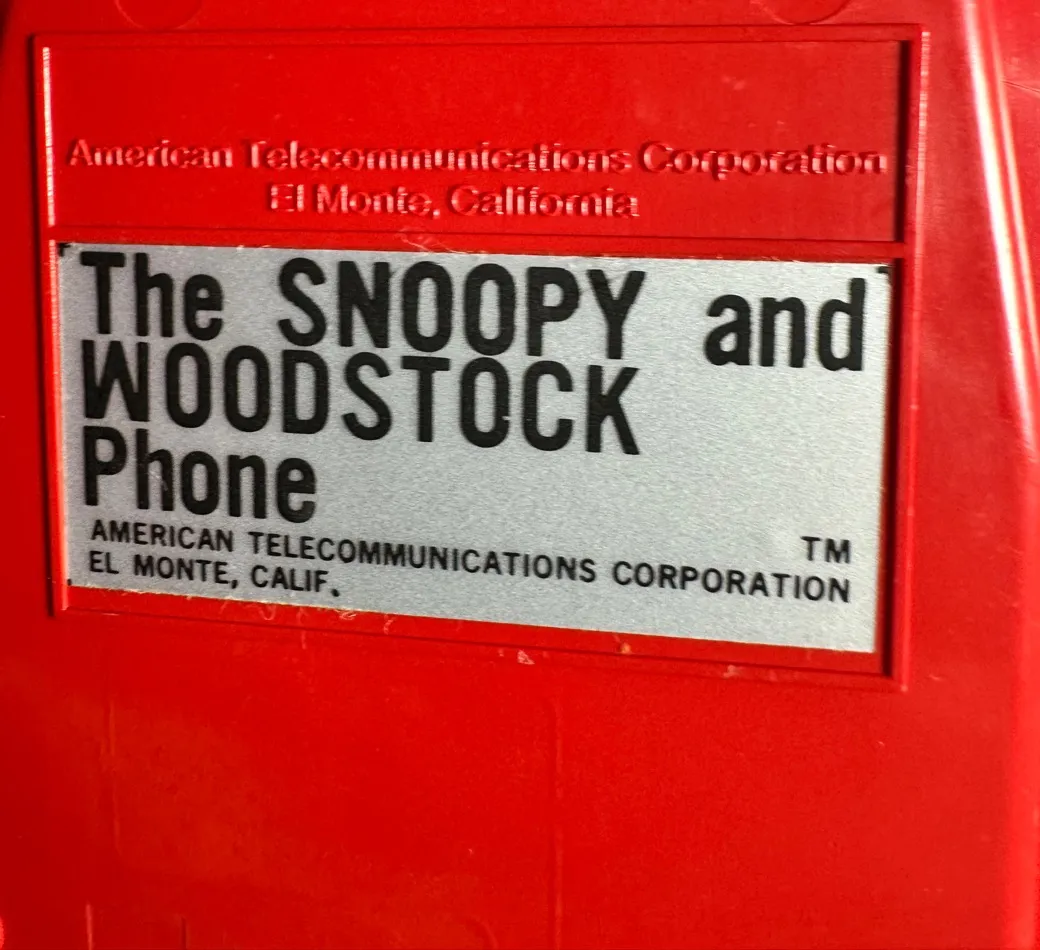 American Telecommunications Corporation
El Monte, California
The SNOOPY and
WOODSTOCK
Phone
TM
AMERICAN TELECOMMUNICATIONS CORPORATION
EL MONTE, CALIF.